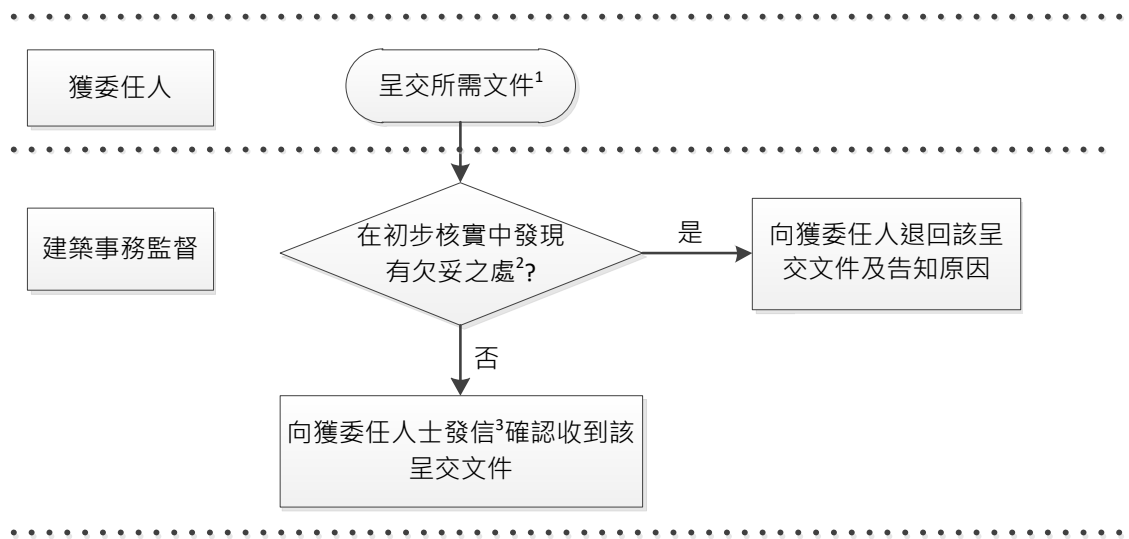 獲委任人
呈交所需文件¹
建築事務監督
在初步核實中發現
有欠妥之處²?
是
向獲委任人退回該呈
交文件及告知原因
否
向獲委任人士發信³確認收到該
呈交文件